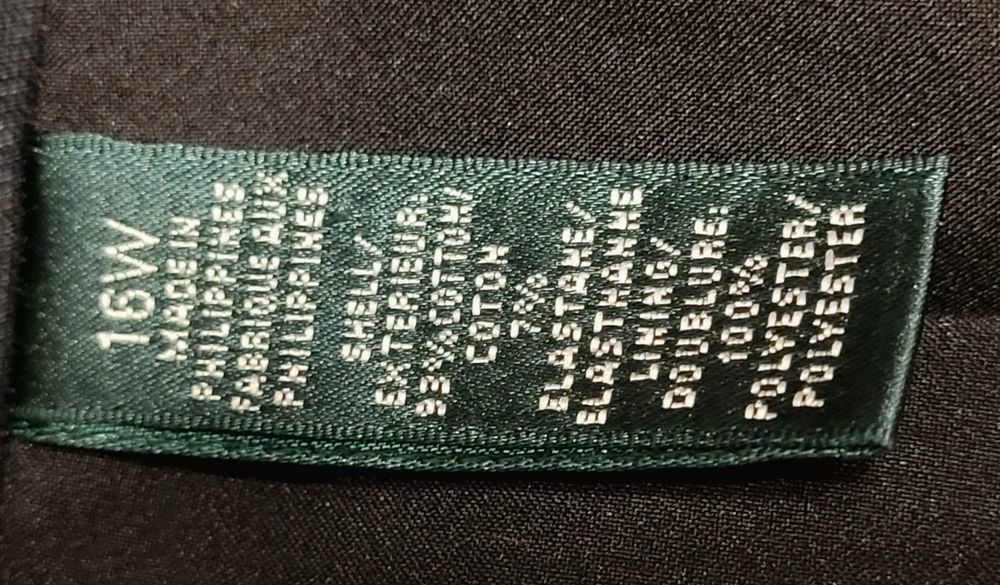 16W
MADE IN
PHILIPPINES
FABRIQUE AUX
PHILIPPINES
SHELL/
EXTERIEUR:
93% COTTON/
COTON
7%
ELASTANE/
ELASTHANNE
LINING/
DOUBLURE:
100%
POLYESTER/
POLYESTER